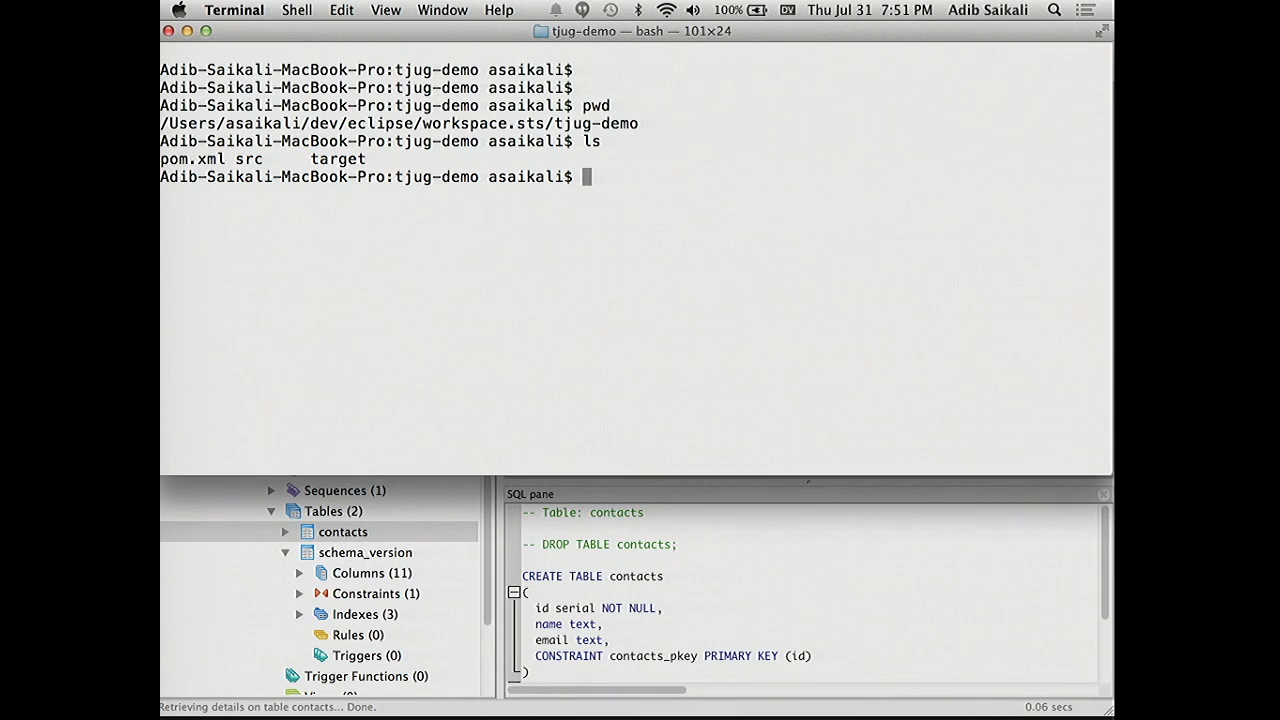 Terminal Shell Edit View Window Help 100% DV Thu Jul 31 7:51 PM Adib Saikali
tjug-demo — bash — 101×24
Adib-Saikali-MacBook-Pro:tjug-demo asaikali$
Adib-Saikali-MacBook-Pro:tjug-demo asaikali$
Adib-Saikali-MacBook-Pro:tjug-demo asaikali$ pwd
/Users/asaikali/dev/eclipse/workspace.sts/tjug-demo
Adib-Saikali-MacBook-Pro:tjug-demo asaikali$ ls
pom.xml src target
Adib-Saikali-MacBook-Pro:tjug-demo asaikali$
Sequences (1)
Tables (2)
contacts
schema_version
Columns (11)
Constraints (1)
Indexes (3)
Rules (0)
Triggers (0)
Trigger Functions (0)
SQL pane
-- Table: contacts
-- DROP TABLE contacts;
CREATE TABLE contacts
(
id serial NOT NULL,
name text,
email text,
CONSTRAINT contacts_pkey PRIMARY KEY (id)
)
Retrieving details on table contacts... Done.
0.06 secs